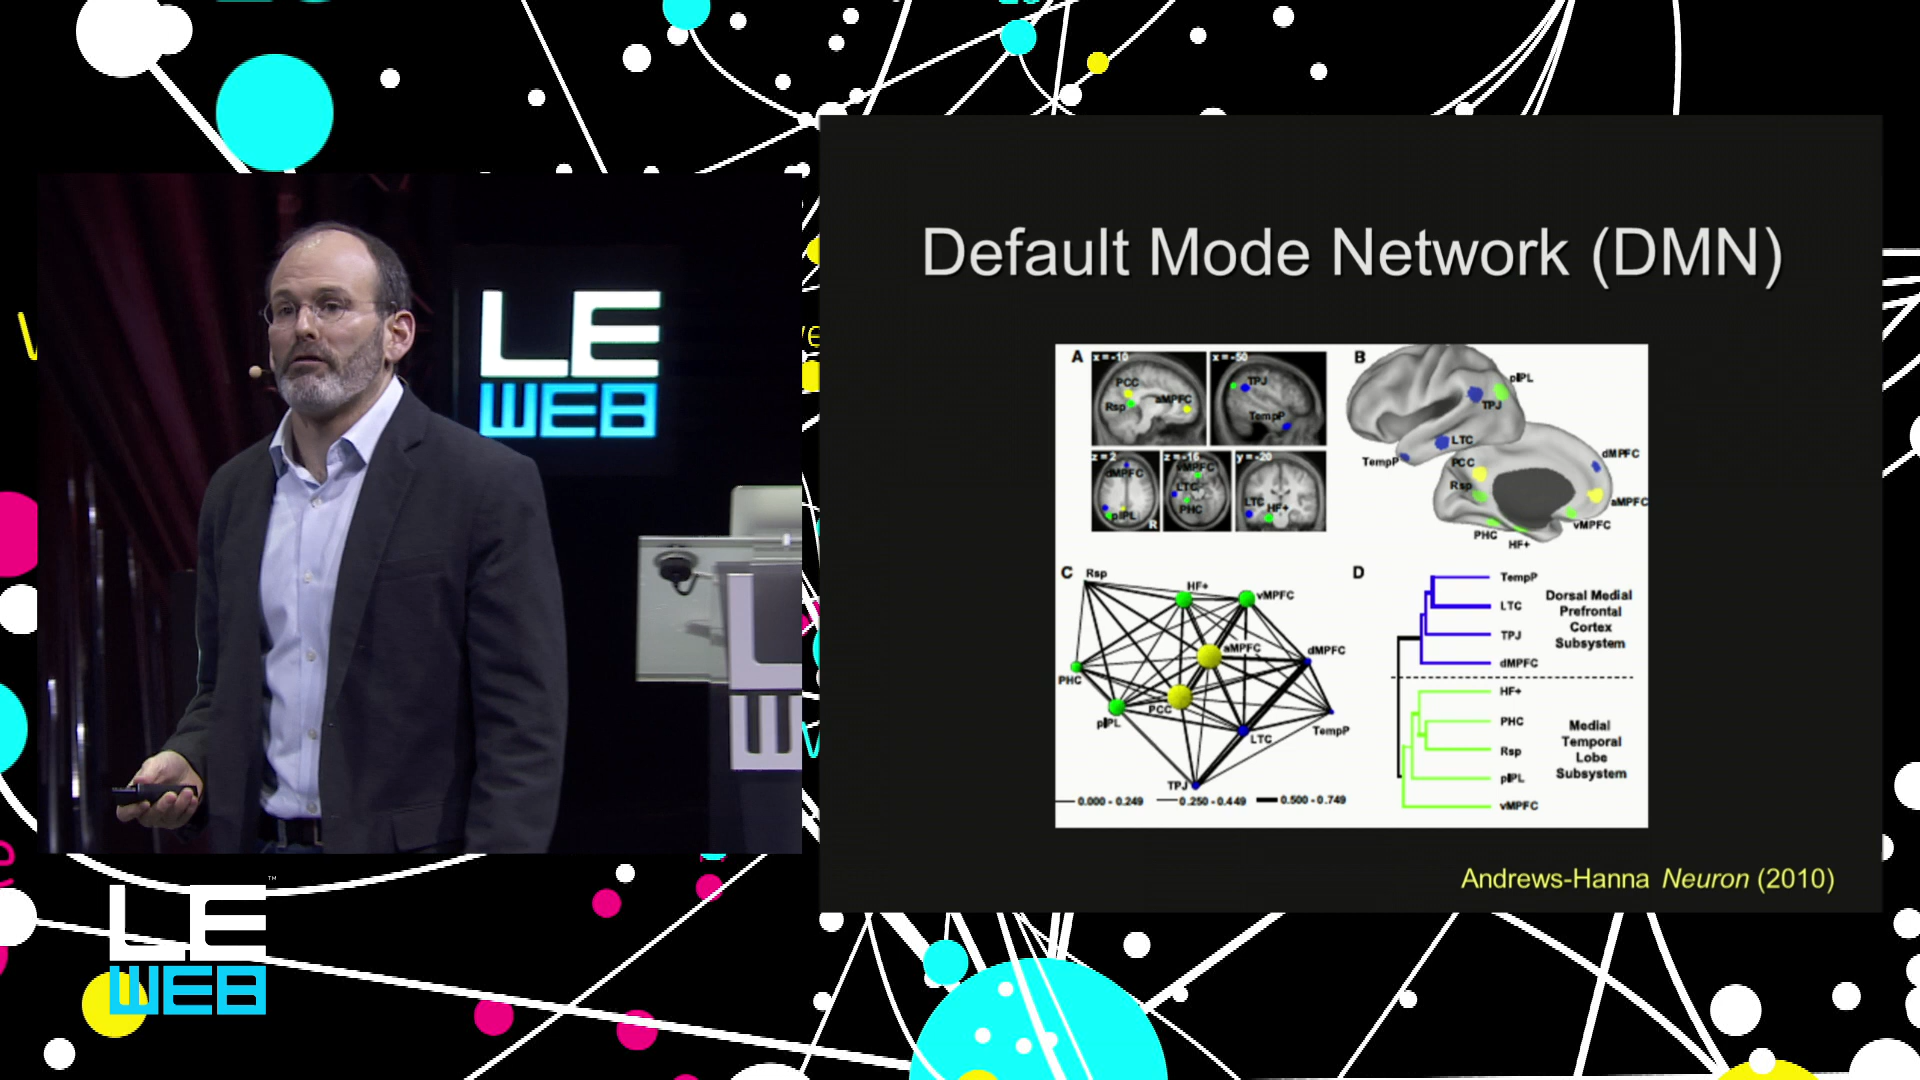 LE
WEB
Default Mode Network (DMN)
A
x = -10
x = -50
PCC
Rsp
aMPFC
TPJ
TempP
z = 2
z = -16
y = -20
dMPFC
pIPL
R
vMPFC
LTC
PHC
LTC
HF+
B
pIPL
TPJ
LTC
TempP
PCC
Rsp
dMPFC
aMPFC
vMPFC
PHC
HF+
C
Rsp
HF+
vMPFC
aMPFC
dMPFC
PHC
pIPL
PCC
LTC
TempP
TPJ
0.000 - 0.249
0.250 - 0.449
0.500 - 0.749
D
TempP
LTC
TPJ
dMPFC
Dorsal Medial
Prefrontal
Cortex
Subsystem
HF+
PHC
Rsp
pIPL
vMPFC
Medial
Temporal
Lobe
Subsystem
Andrews-Hanna Neuron (2010)
LE
WEB
™